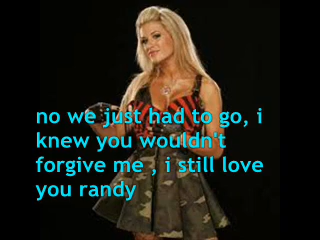 no we just had to go, i
knew you wouldn't
forgive me , i still love
you randy